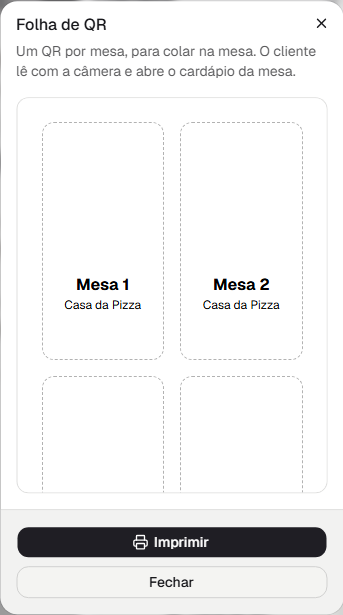 Folha de QR
Um QR por mesa, para colar na mesa. O cliente
lê com a câmera e abre o cardápio da mesa.
Mesa 1
Casa da Pizza
Mesa 2
Casa da Pizza
Imprimir
Fechar